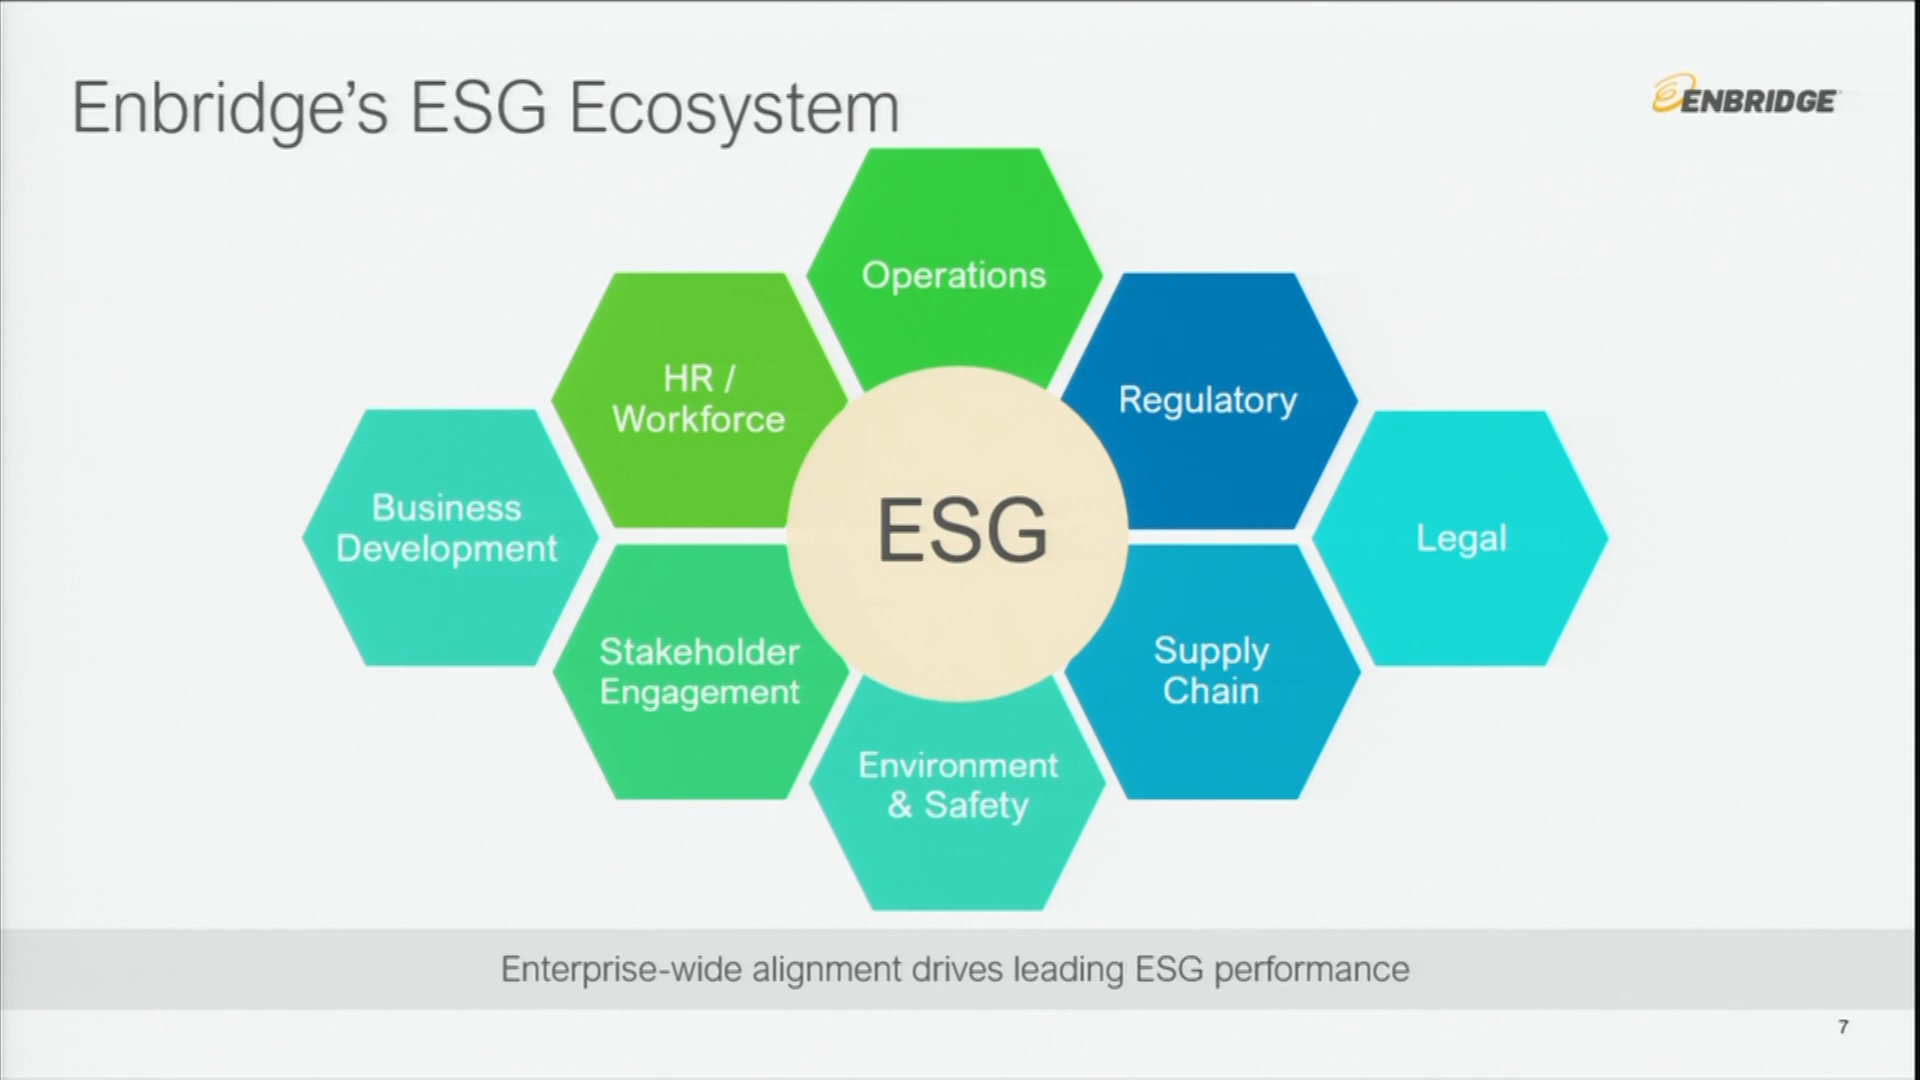 Enbridge’s ESG Ecosystem
ENBRIDGE
Operations
HR /
Workforce
Regulatory
Business
Development
ESG
Legal
Stakeholder
Engagement
Supply
Chain
Environment
& Safety
Enterprise-wide alignment drives leading ESG performance
7